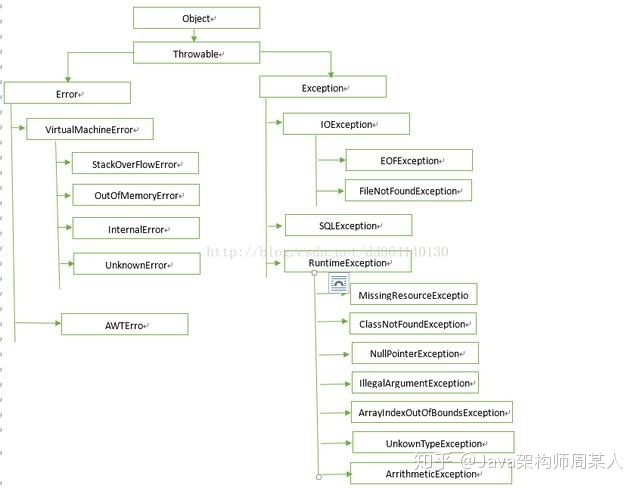 Object
Throwable
Error
Exception
VirtualMachineError
IOException
StackOverFlowError
EOFException
OutOfMemoryError
FileNotFoundException
InternalError
SQLException
http://blog.csdn.net/dd864140130
UnknownError
RuntimeException
MissingResourceExceptio
AWTErro
ClassNotFoundException
NullPointerException
IllegalArgumentException
ArrayIndexOutOfBoundsException
UnkownTypeException
ArrithmeticException
知乎 @Java架构师周某人